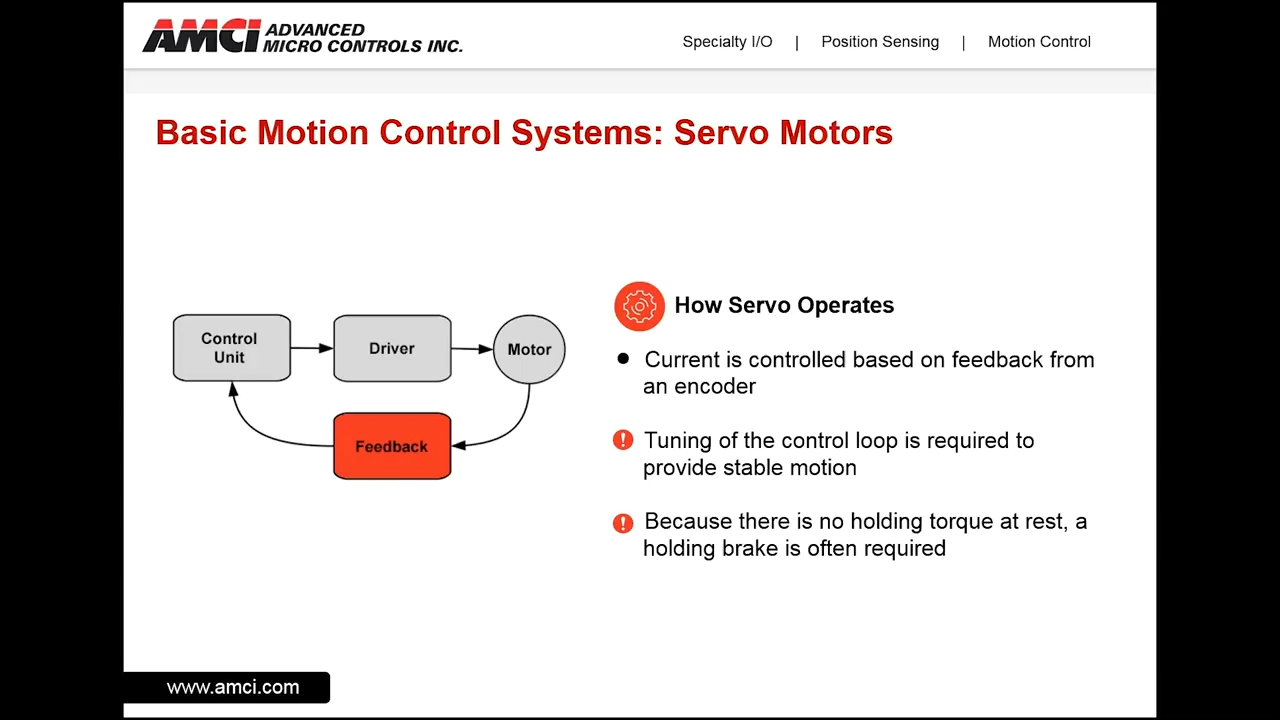 AMCI ADVANCED
MICRO CONTROLS INC.
Specialty I/O | Position Sensing | Motion Control
Basic Motion Control Systems: Servo Motors
Control
Unit
Driver
Motor
Feedback
How Servo Operates
Current is controlled based on feedback from
an encoder
Tuning of the control loop is required to
provide stable motion
Because there is no holding torque at rest, a
holding brake is often required
www.amci.com